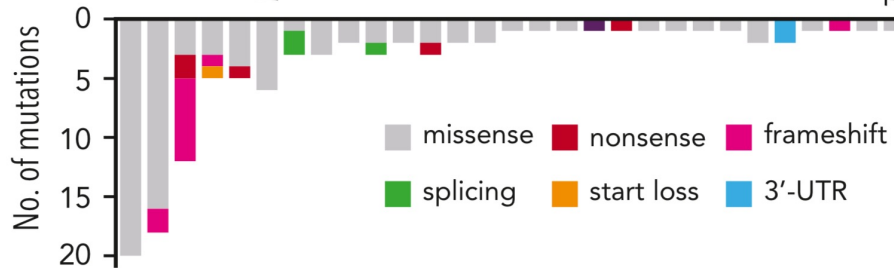 No. of mutations
0
5
10
15
20
missense
nonsense
frameshift
splicing
start loss
3′-UTR